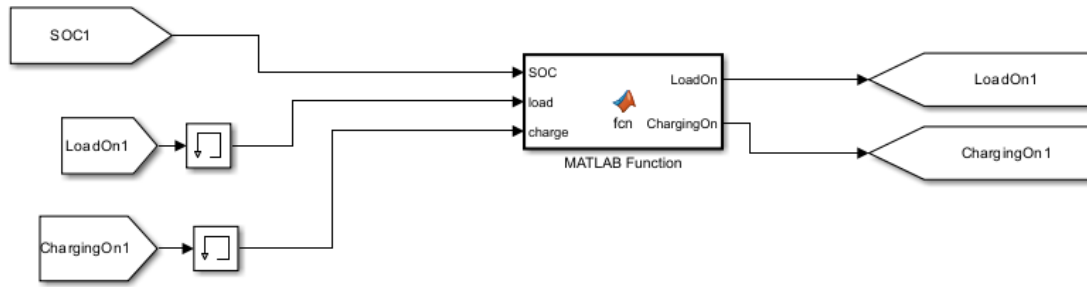 SOC1
LoadOn1
ChargingOn1
SOC
load
charge
fcn
LoadOn
ChargingOn
MATLAB Function
LoadOn1
ChargingOn1